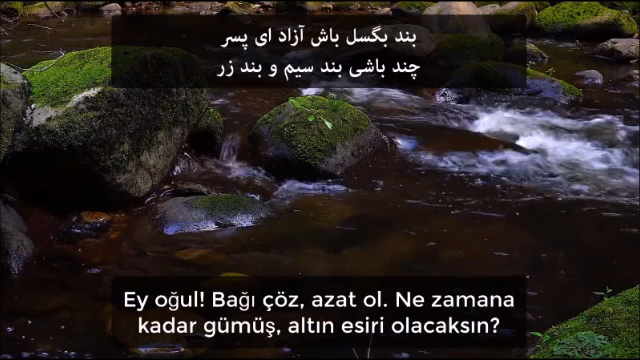 بند بگسل باش آزاد ای پسر
چند باشی بند سیم و بند زر
Ey oğul! Bağı çöz, azat ol. Ne zamana
kadar gümüş, altın esiri olacaksın?